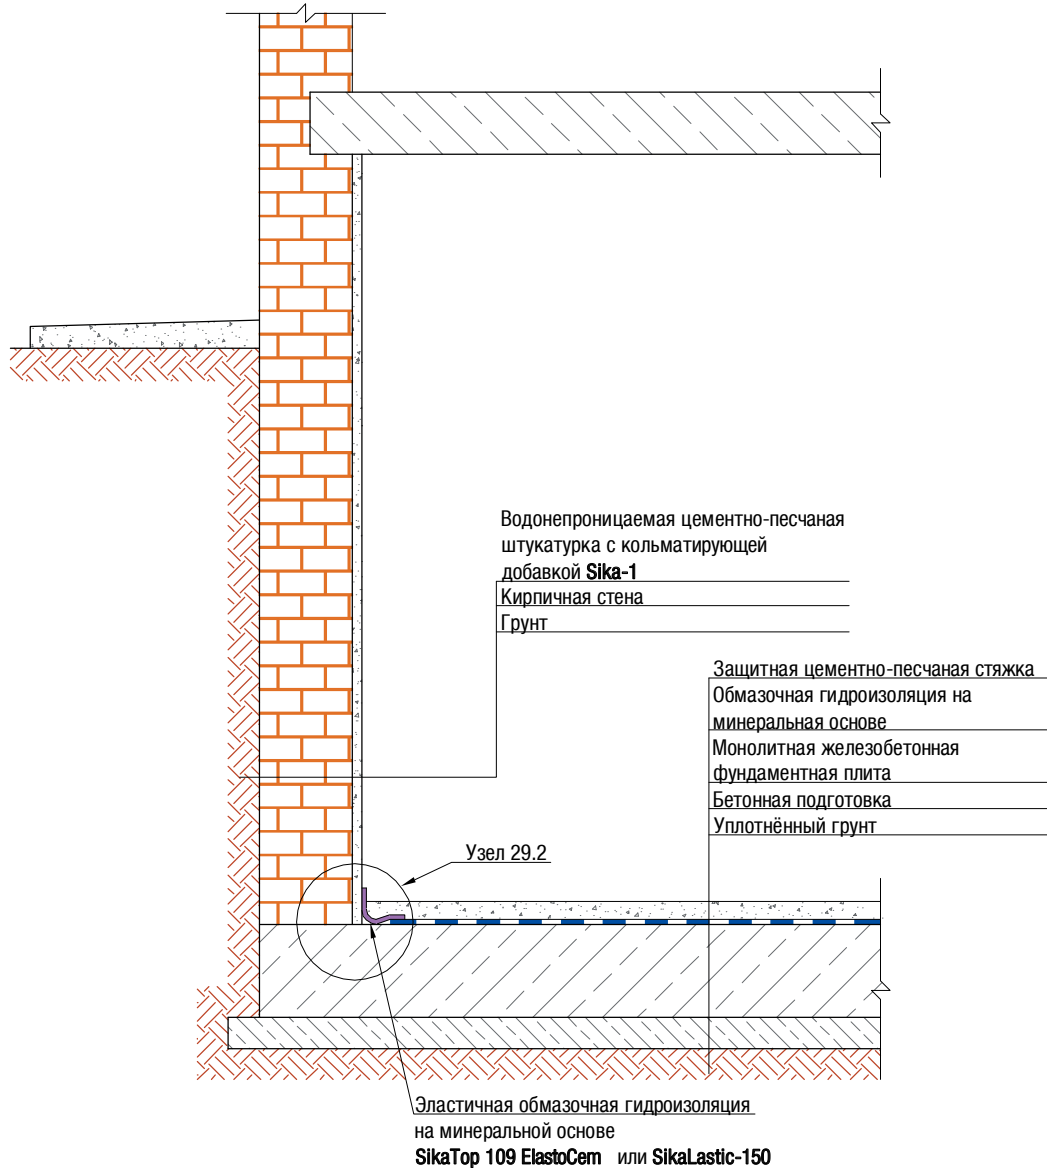 Водонепроницаемая цементно-песчаная
штукатурка с кольматирующей
добавкой Sika-1
Кирпичная стена
Грунт
Защитная цементно-песчаная стяжка
Обмазочная гидроизоляция на
минеральная основе
Монолитная железобетонная
фундаментная плита
Бетонная подготовка
Уплотнённый грунт
Узел 29.2
Эластичная обмазочная гидроизоляция
на минеральной основе
SikaTop 109 ElastoCem или SikaLastic-150